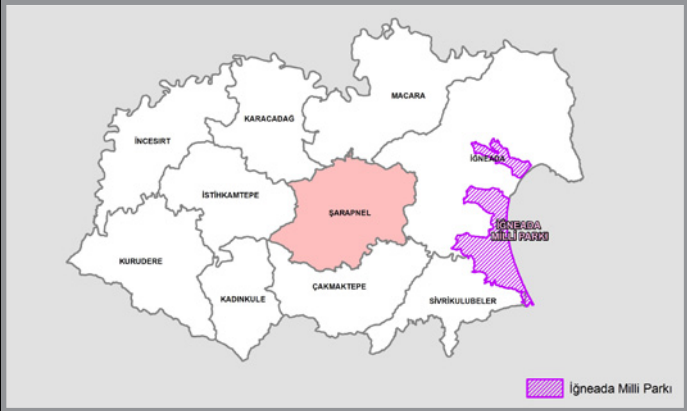 MACARA
KARACADAĞ
İNCESIRT
İĞNEADA
İSTİHKAMTEPE
ŞARAPNEL
İĞNEADA
MİLLİ PARKI
KURUDERE
ÇAKMAKTEPE
KADINKULE
SİVRİKULUBELER
İğneada Milli Parkı